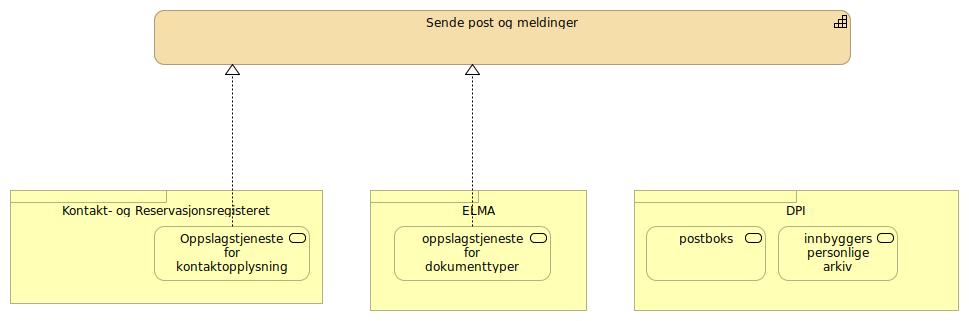 Sende post og meldinger
Kontakt- og Reservasjonsregisteret
Oppslagstjeneste
for
kontaktopplysning
ELMA
oppslagstjeneste
for
dokumenttyper
DPI
postboks
innbyggers
personlige
arkiv